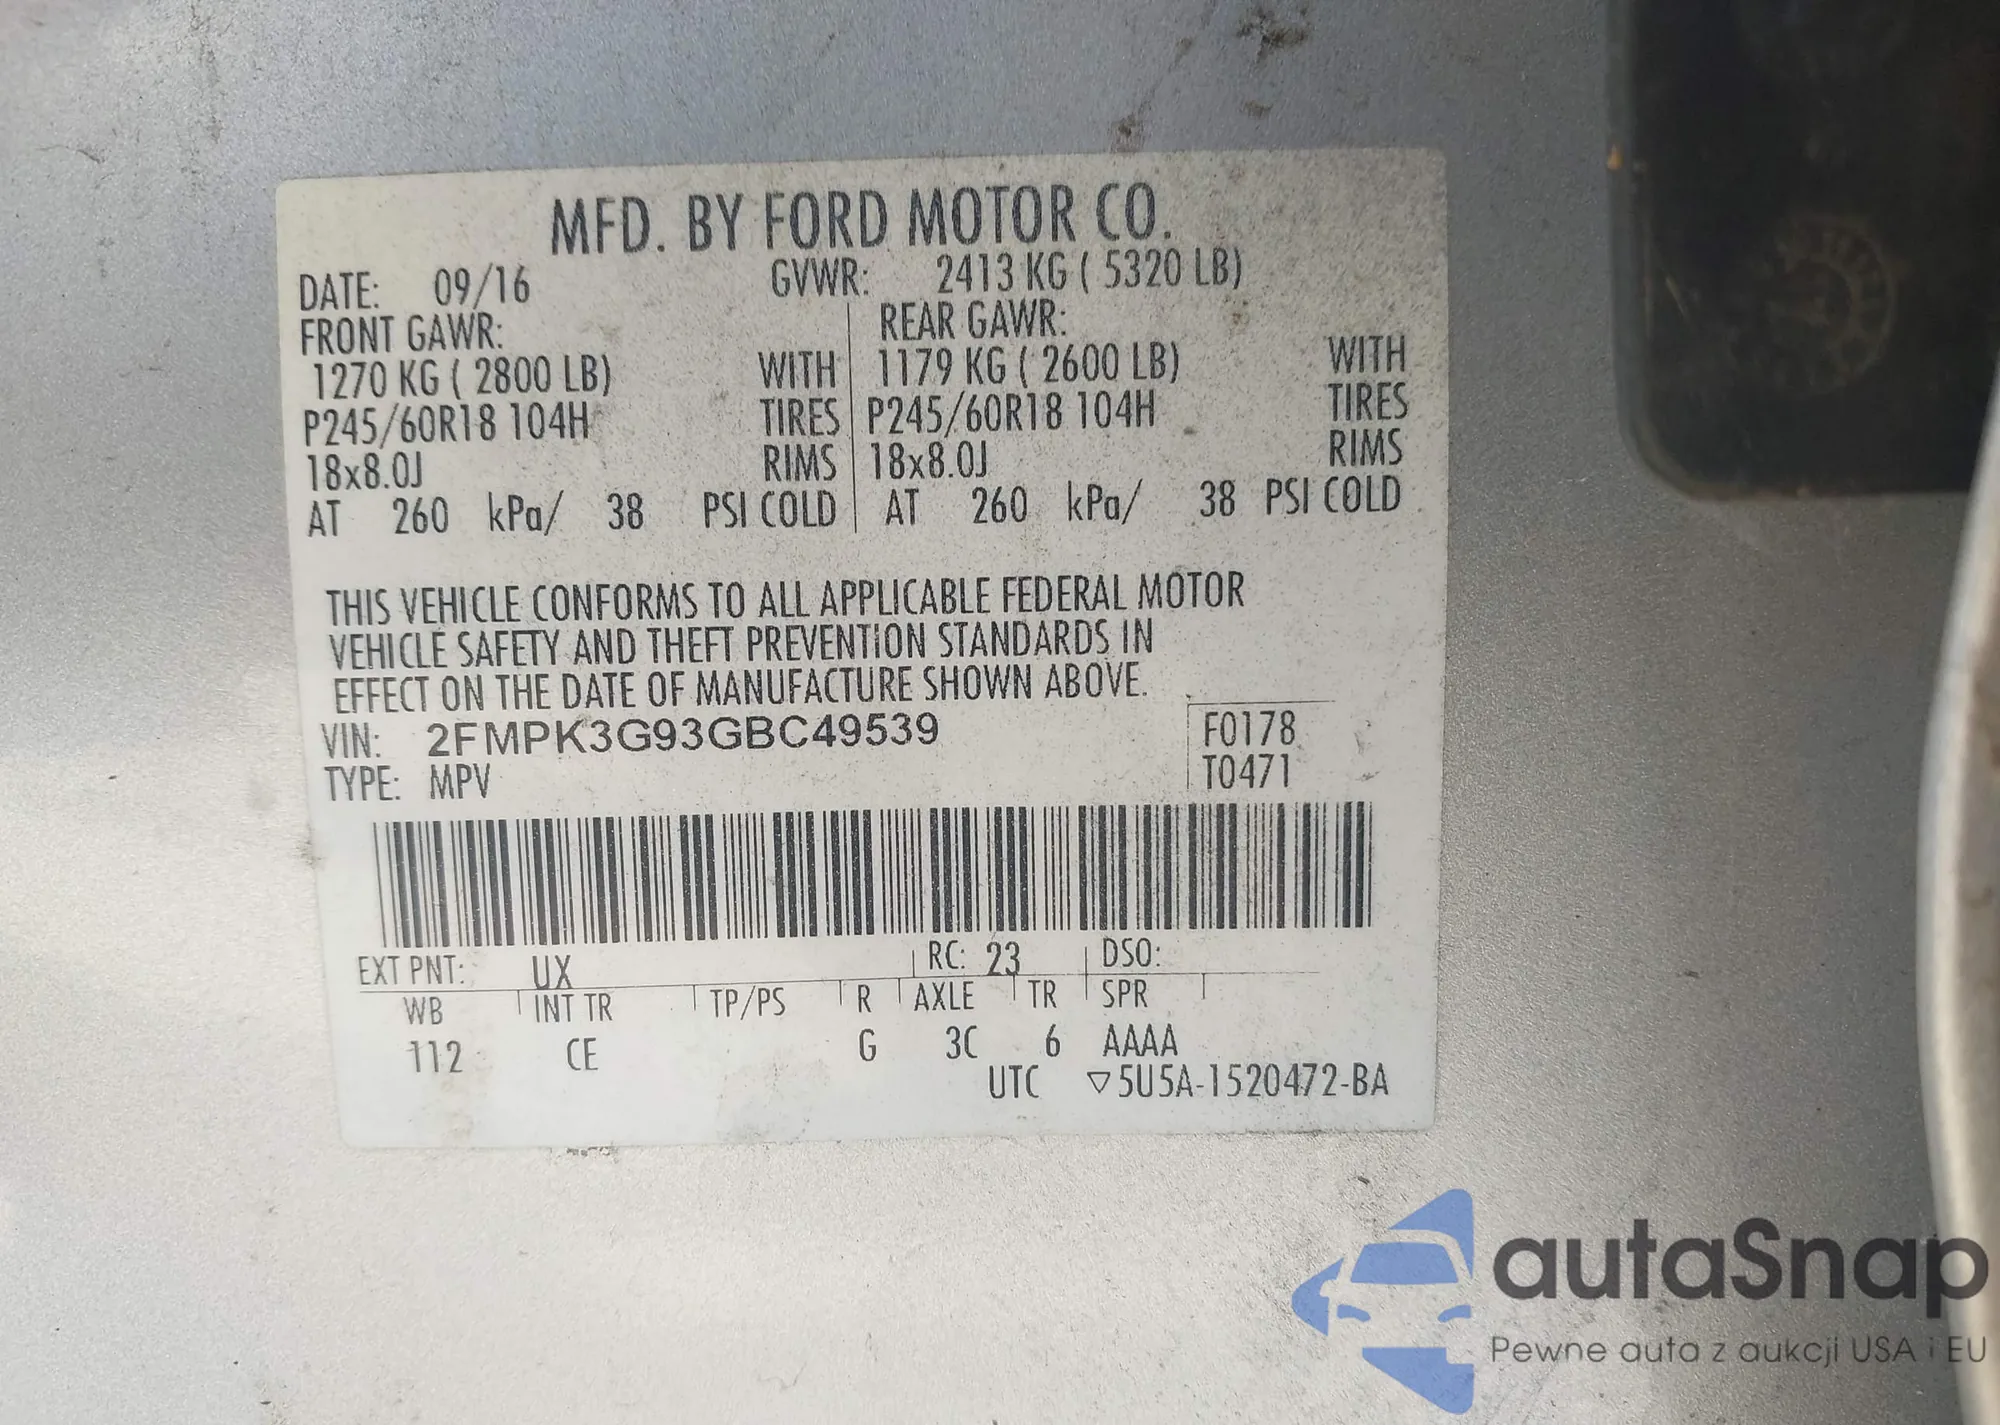 MFD. BY FORD MOTOR CO.
DATE: 09/16 GVWR: 2413 KG ( 5320 LB)
FRONT GAWR: REAR GAWR:
1270 KG ( 2800 LB) WITH 1179 KG ( 2600 LB) WITH
P245/60R18 104H TIRES P245/60R18 104H TIRES
18x8.0J RIMS 18x8.0J RIMS
AT 260 kPa/ 38 PSI COLD AT 260 kPa/ 38 PSI COLD
THIS VEHICLE CONFORMS TO ALL APPLICABLE FEDERAL MOTOR
VEHICLE SAFETY AND THEFT PREVENTION STANDARDS IN
EFFECT ON THE DATE OF MANUFACTURE SHOWN ABOVE.
VIN: 2FMPK3G93GBC49539 F0178
TYPE: MPV T0471
EXT PNT: UX RC: 23 DSO:
WB INT TR TP/PS R AXLE TR SPR
112 CE G 3C 6 AAAA
UTC ▽5U5A-1520472-BA
autaSnap
Pewne auta z aukcji USA i EU